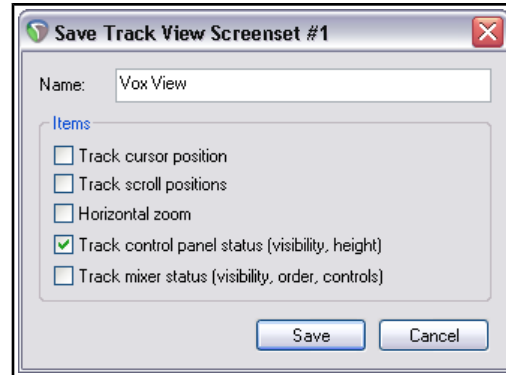 Save Track View Screenset #1
Name: Vox View
Items
Track cursor position
Track scroll positions
Horizontal zoom
Track control panel status (visibility, height)
Track mixer status (visibility, order, controls)
Save Cancel